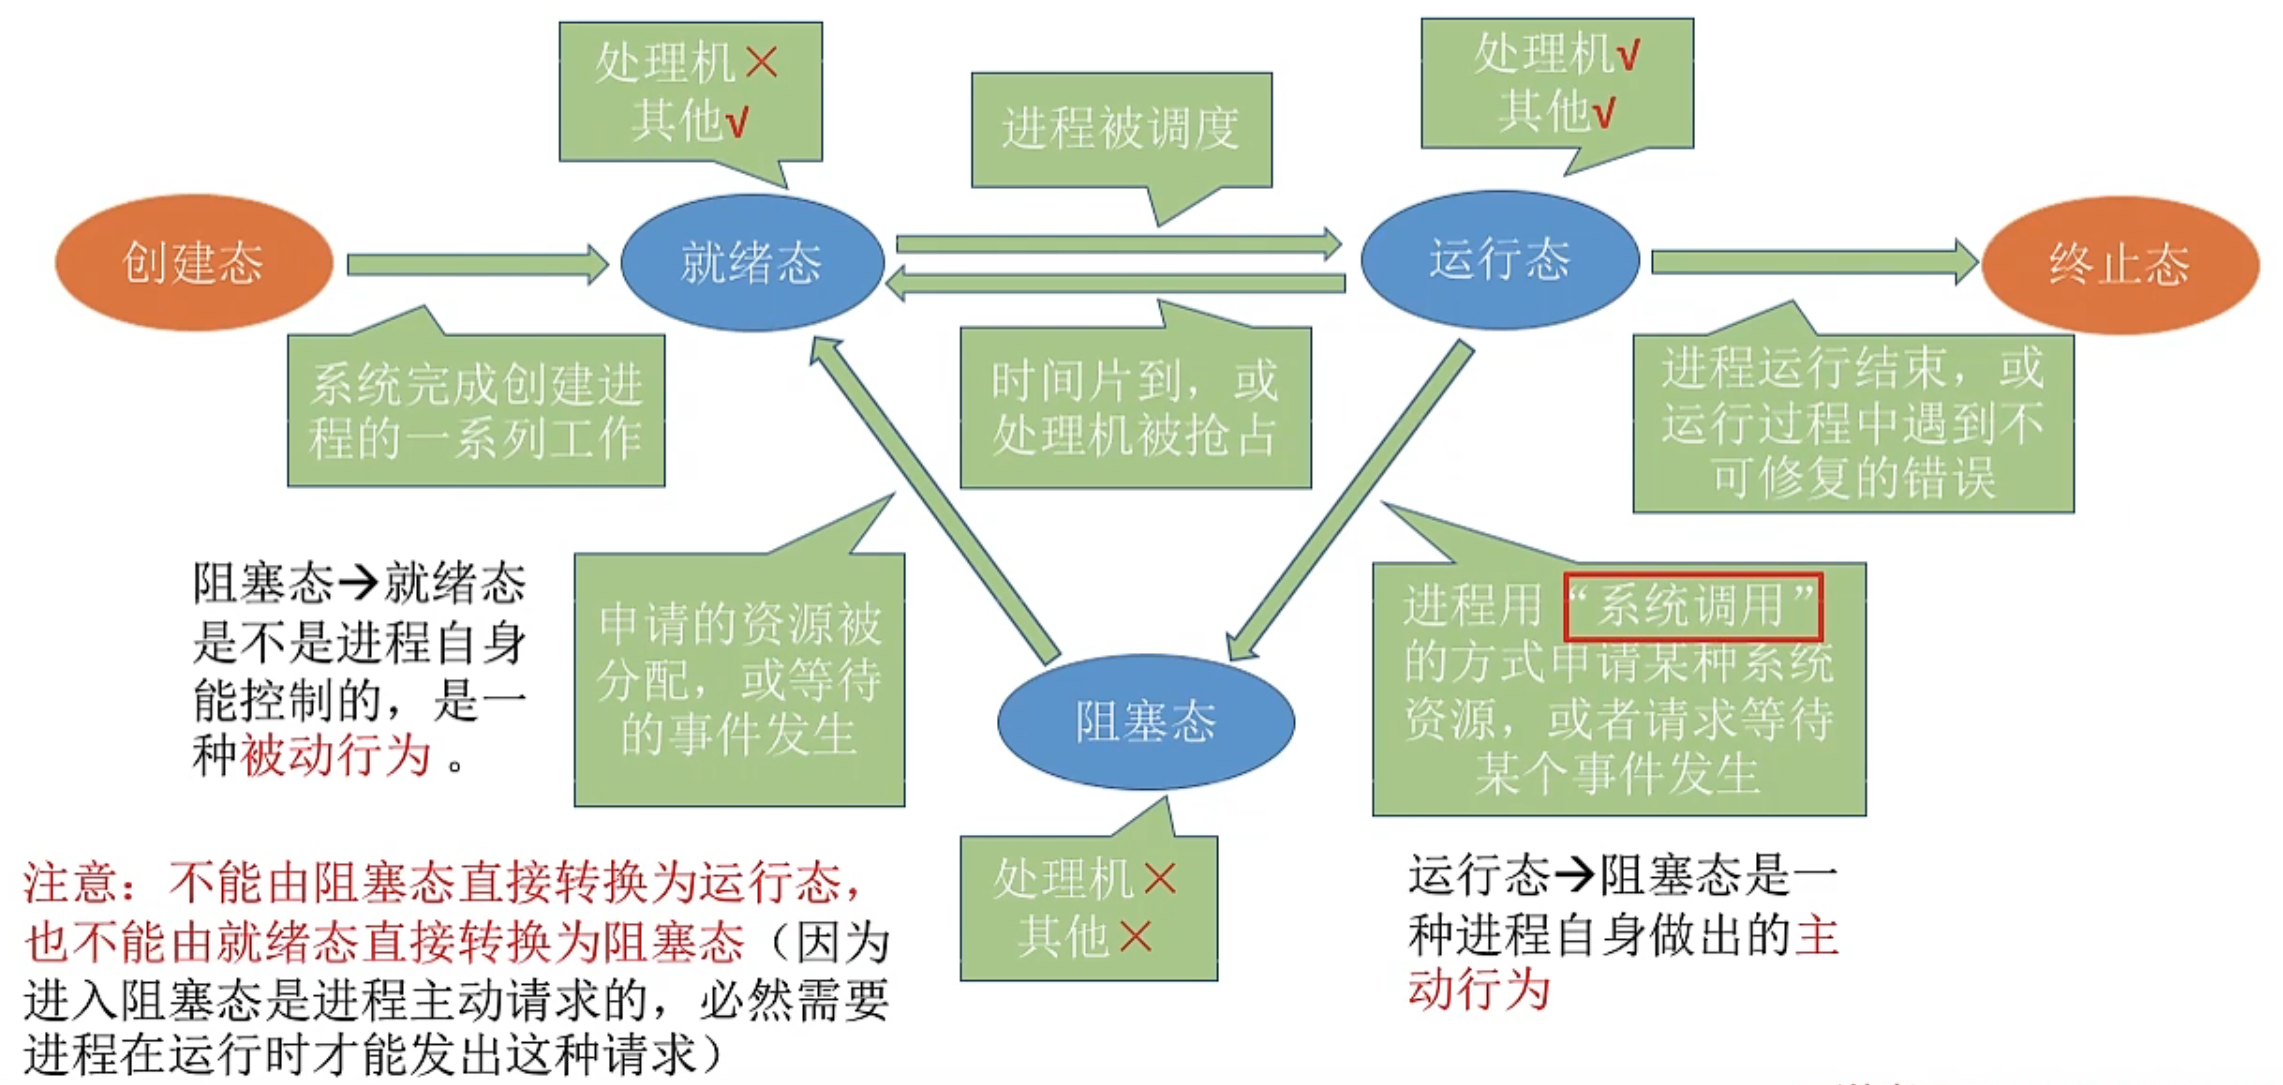 处理机×
其他√
进程被调度
处理机√
其他√
创建态
就绪态
运行态
终止态
系统完成创建进
程的一系列工作
时间片到，或
处理机被抢占
进程运行结束，或
运行过程中遇到不
可修复的错误
阻塞态→就绪态
是不是进程自身
能控制的，是一
种被动行为。
申请的资源被
分配，或等待
的事件发生
进程用“系统调用”
的方式申请某种系统
资源，或者请求等待
某个事件发生
阻塞态
处理机×
其他×
运行态→阻塞态是一
种进程自身做出的主
动行为
注意：不能由阻塞态直接转换为运行态，
也不能由就绪态直接转换为阻塞态（因为
进入阻塞态是进程主动请求的，必然需要
进程在运行时才能发出这种请求）